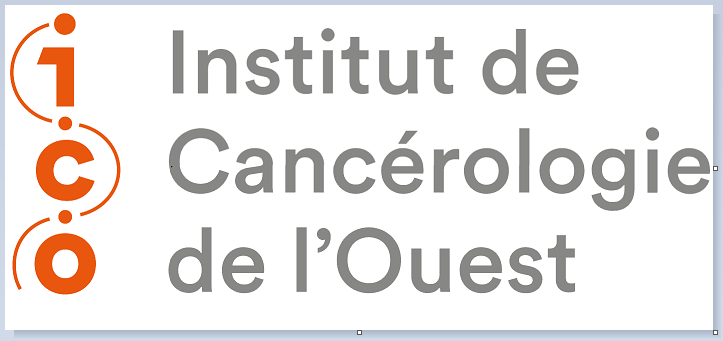 ico
Institut de
Cancérologie
de l’Ouest